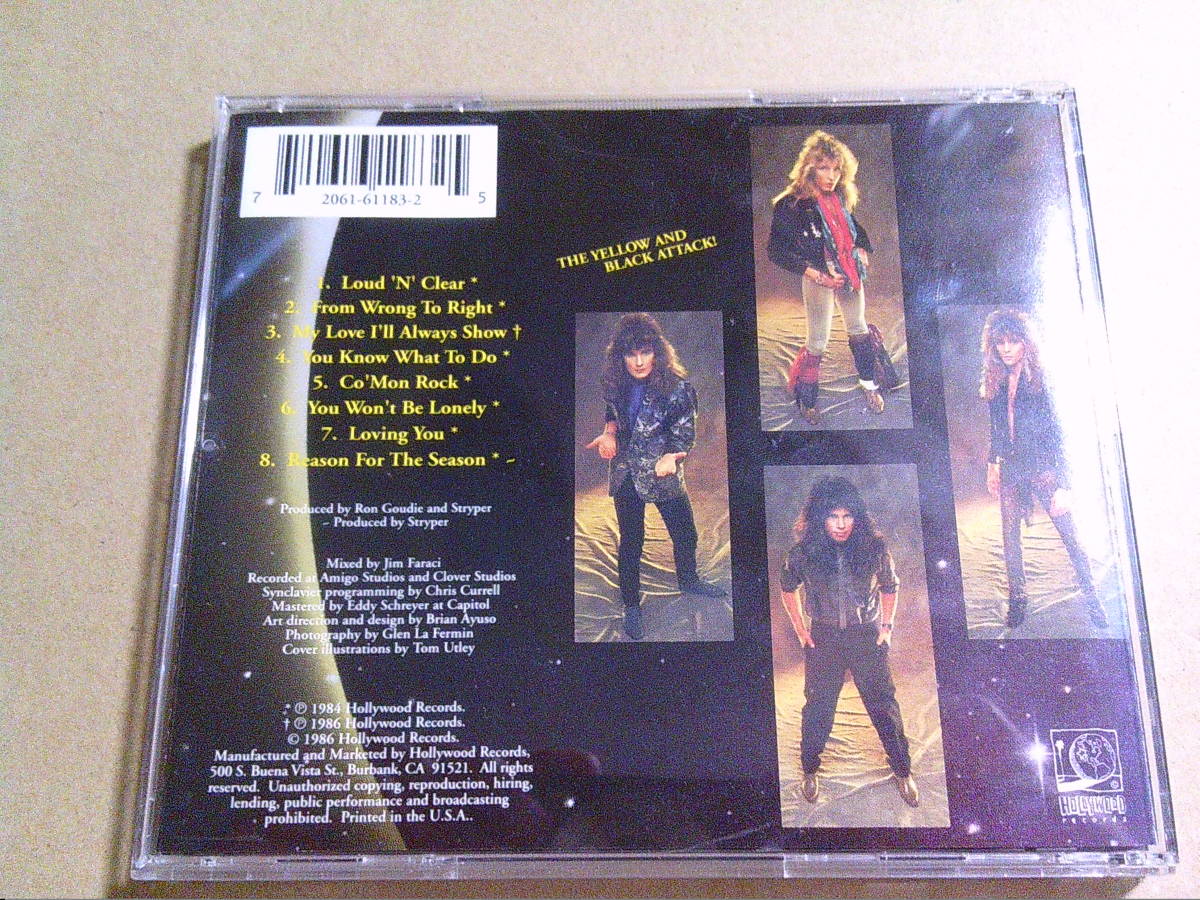 7 2061-61183-2 5
THE YELLOW AND
BLACK ATTACK!
1. Loud 'N' Clear *
2. From Wrong To Right *
3. My Love I'll Always Show †
4. You Know What To Do *
5. Co'Mon Rock *
6. You Won't Be Lonely *
7. Loving You *
8. Reason For The Season * ~
Produced by Ron Goudie and Stryper
~ Produced by Stryper
Mixed by Jim Faraci
Recorded at Amigo Studios and Clover Studios
Synclavier programming by Chris Currell
Mastered by Eddy Schreyer at Capitol
Art direction and design by Brian Ayuso
Photography by Glen La Fermin
Cover illustrations by Tom Utley
* ℗ 1984 Hollywood Records.
† ℗ 1986 Hollywood Records.
© 1986 Hollywood Records.
Manufactured and Marketed by Hollywood Records,
500 S. Buena Vista St., Burbank, CA 91521. All rights
reserved. Unauthorized copying, reproduction, hiring,
lending, public performance and broadcasting
prohibited. Printed in the U.S.A..
HOLLYWOOD
records